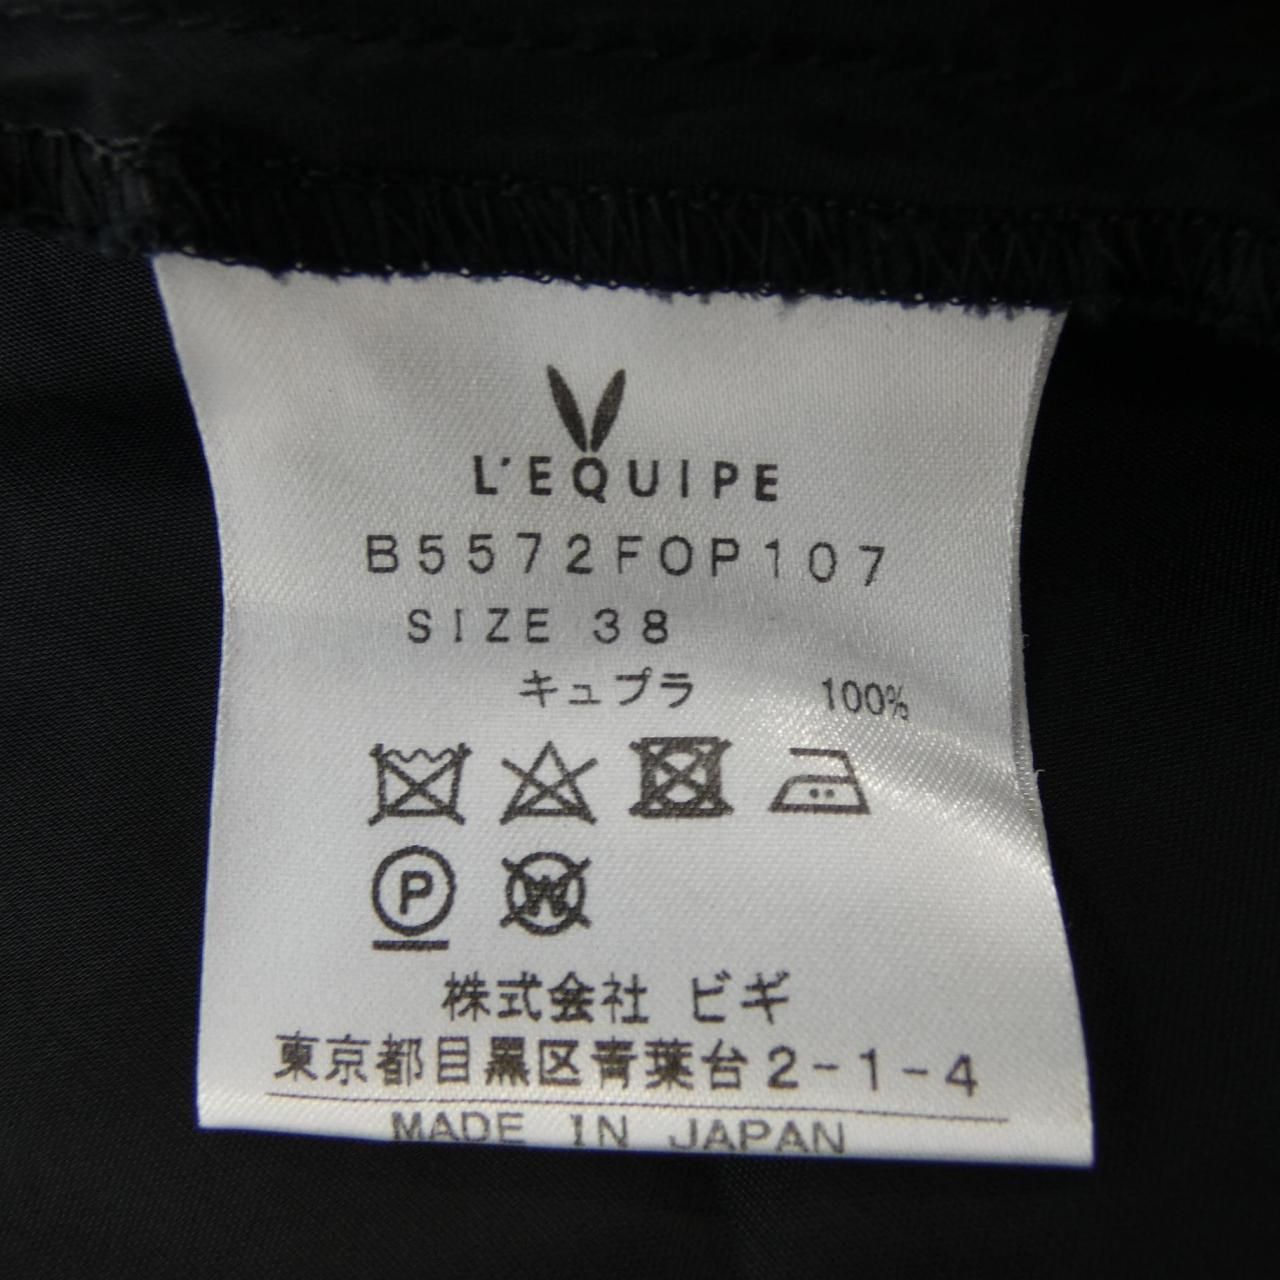 L'EQUIPE
B5572FOP107
SIZE 38
キュプラ 100%
P
W
株式会社 ビギ
東京都目黒区青葉台2-1-4
MADE IN JAPAN